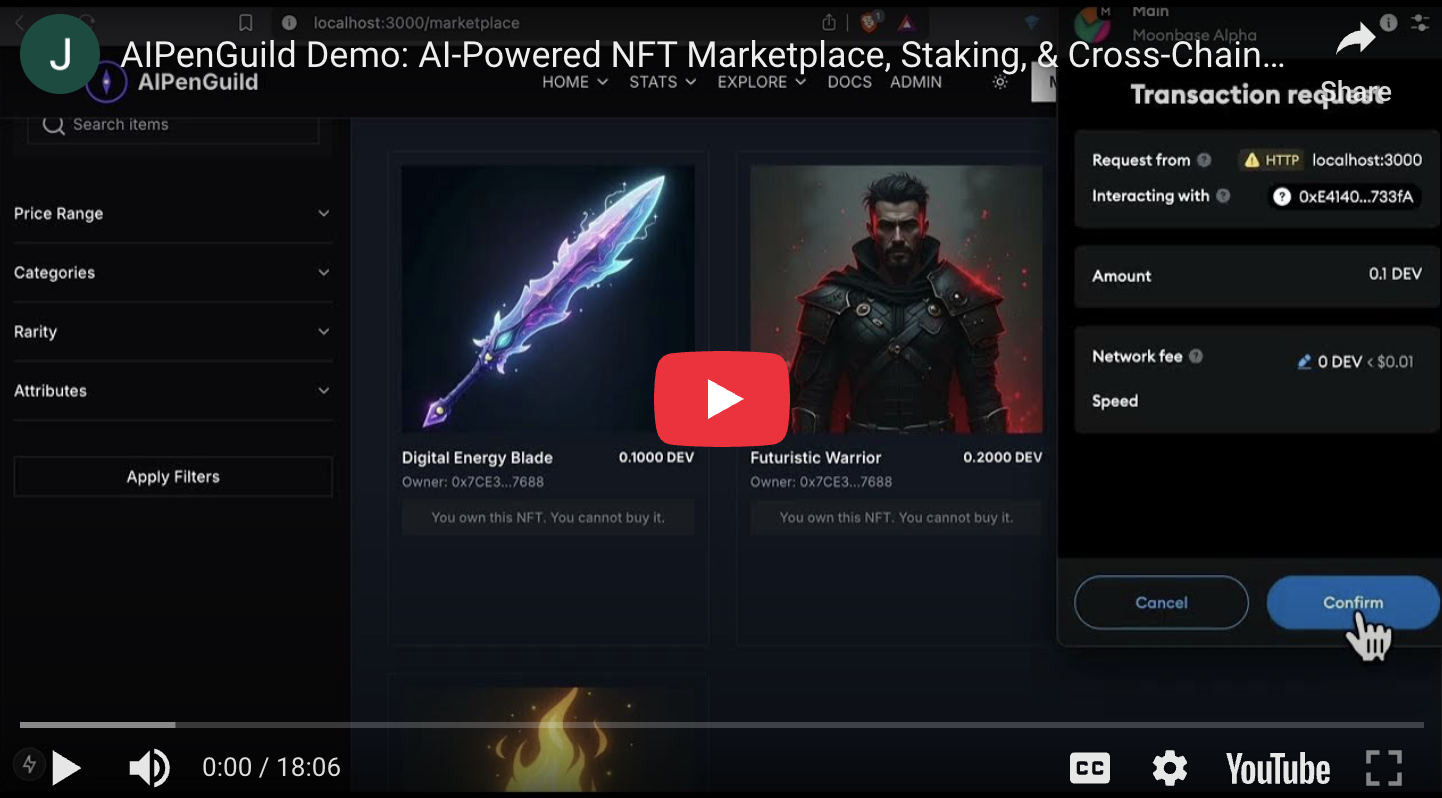 localhost:3000/marketplace
1
M
Main
Moonbase Alpha
J
AIPenGuild Demo: AI-Powered NFT Marketplace, Staking, & Cross-Chain…
Share
AIPenGuild
HOME
STATS
EXPLORE
DOCS
ADMIN
Transaction request
Search items
Price Range
Categories
Rarity
Attributes
Apply Filters
Digital Energy Blade 0.1000 DEV
Owner: 0x7CE3...7688
You own this NFT. You cannot buy it.
Futuristic Warrior 0.2000 DEV
Owner: 0x7CE3...7688
You own this NFT. You cannot buy it.
Request from HTTP localhost:3000
Interacting with 0xE4140...733fA
Amount 0.1 DEV
Network fee 0 DEV < $0.01
Speed
Cancel
Confirm
0:00 / 18:06
CC
YouTube